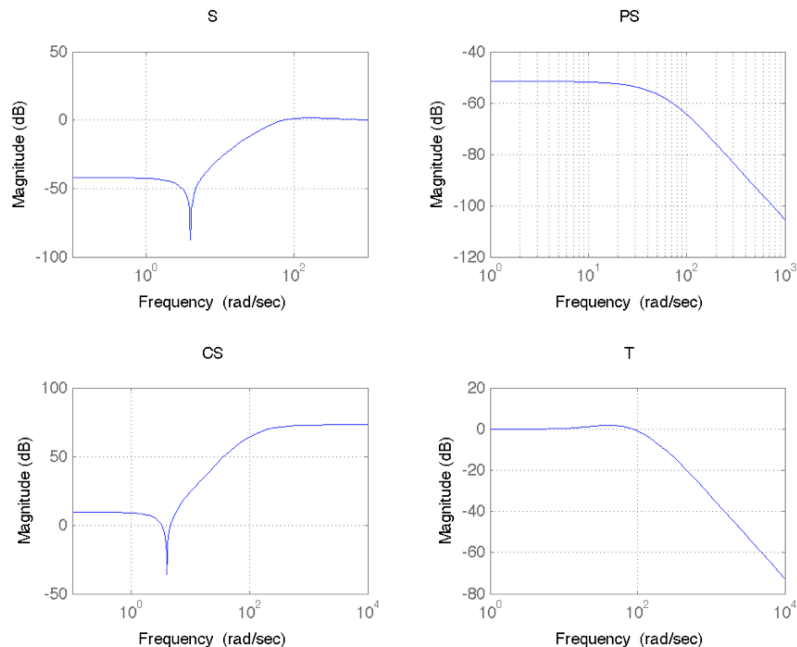 S
50
0
-50
-100
Magnitude (dB)
10^0
10^2
Frequency (rad/sec)
PS
-40
-60
-80
-100
-120
Magnitude (dB)
10^0
10^1
10^2
10^3
Frequency (rad/sec)
CS
100
50
0
-50
Magnitude (dB)
10^0
10^2
10^4
Frequency (rad/sec)
T
20
0
-20
-40
-60
-80
Magnitude (dB)
10^0
10^2
10^4
Frequency (rad/sec)